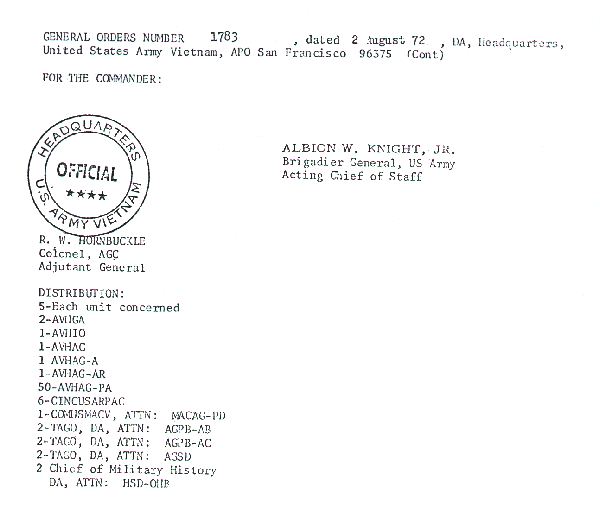 GENERAL ORDERS NUMBER 1783 , dated 2 August 72 , DA, Headquarters,
United States Army Vietnam, APO San Francisco 96375 (Cont)
FOR THE COMMANDER:
HEADQUARTERS
OFFICIAL
★★★★
U.S. ARMY VIETNAM
ALBION W. KNIGHT, JR.
Brigadier General, US Army
Acting Chief of Staff
R. W. HORNBUCKLE
Colonel, AGC
Adjutant General
DISTRIBUTION:
5-Each unit concerned
2-AVHGA
1-AVHIO
1-AVHAC
1 AVHAG-A
1-AVHAG-AR
50-AVHAG-PA
6-CINCUSARPAC
1-COMUSMACV, ATTN: MACAG-PD
2-TAGO, DA, ATTN: AGPB-AB
2-TAGO, DA, ATTN: AGPB-AC
2-TAGO, DA, ATTN: AGSD
2 Chief of Military History
DA, ATTN: HSD-OHB